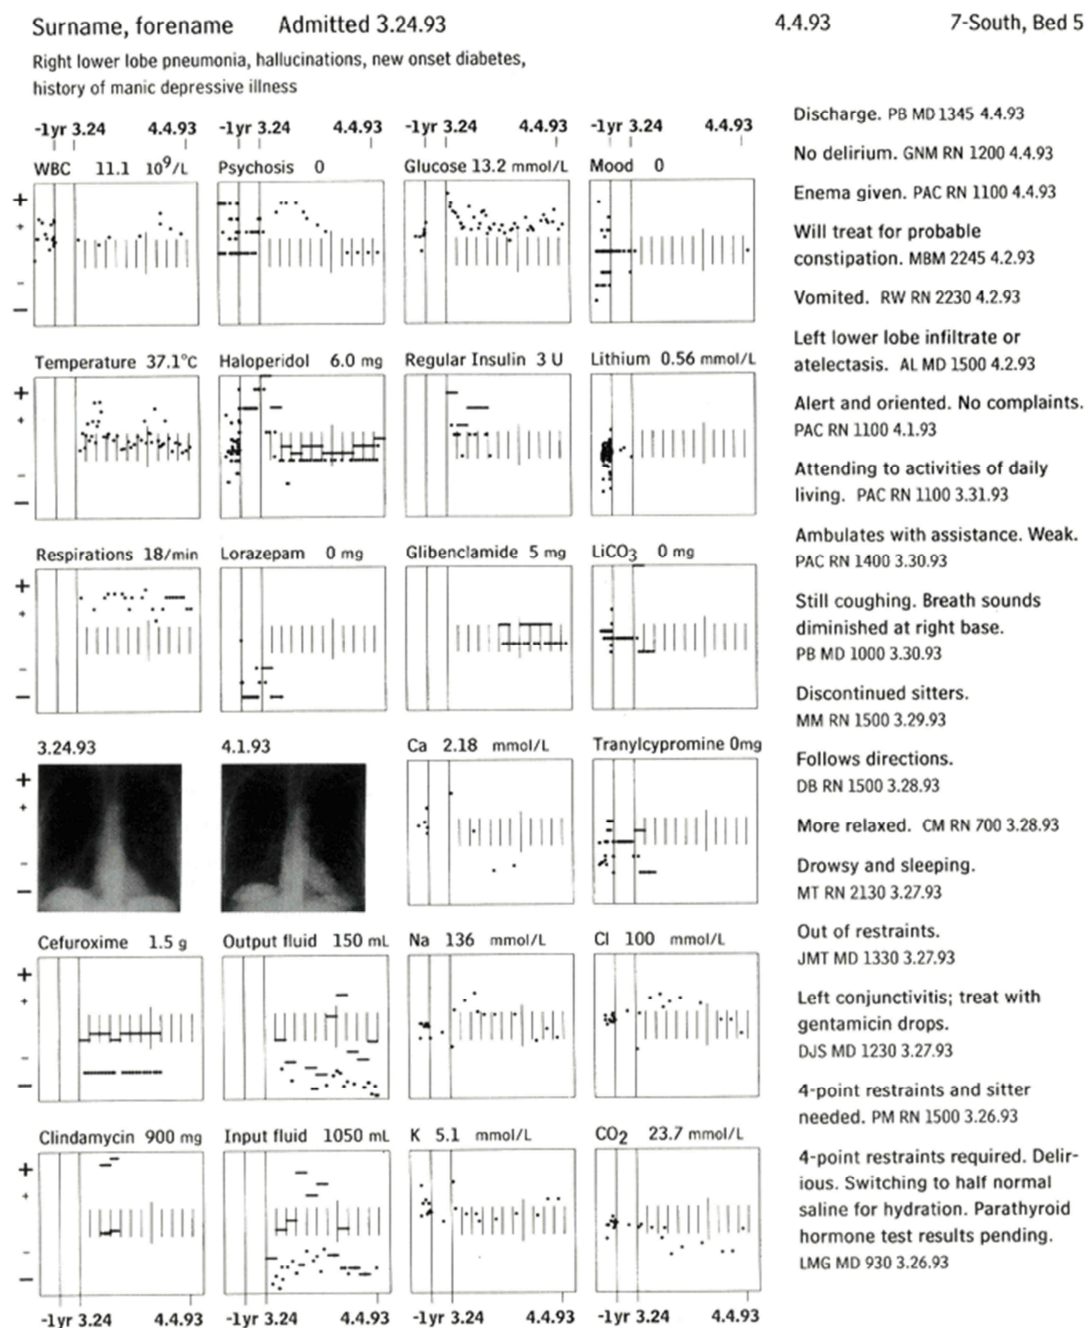 Surname, forename Admitted 3.24.93 4.4.93 7-South, Bed 5
Right lower lobe pneumonia, hallucinations, new onset diabetes,
history of manic depressive illness
-1yr 3.24 4.4.93 -1yr 3.24 4.4.93 -1yr 3.24 4.4.93 -1yr 3.24 4.4.93
WBC 11.1 10⁹/L Psychosis 0 Glucose 13.2 mmol/L Mood 0
+
+
-
—
Temperature 37.1°C Haloperidol 6.0 mg Regular Insulin 3 U Lithium 0.56 mmol/L
+
+
-
—
Respirations 18/min Lorazepam 0 mg Glibenclamide 5 mg LiCO₃ 0 mg
+
+
-
—
3.24.93 4.1.93 Ca 2.18 mmol/L Tranylcypromine 0mg
+
+
-
—
Cefuroxime 1.5 g Output fluid 150 mL Na 136 mmol/L Cl 100 mmol/L
+
+
-
—
Clindamycin 900 mg Input fluid 1050 mL K 5.1 mmol/L CO₂ 23.7 mmol/L
+
+
-
—
-1yr 3.24 4.4.93 -1yr 3.24 4.4.93 -1yr 3.24 4.4.93 -1yr 3.24 4.4.93
Discharge. PB MD 1345 4.4.93
No delirium. GNM RN 1200 4.4.93
Enema given. PAC RN 1100 4.4.93
Will treat for probable
constipation. MBM 2245 4.2.93
Vomited. RW RN 2230 4.2.93
Left lower lobe infiltrate or
atelectasis. AL MD 1500 4.2.93
Alert and oriented. No complaints.
PAC RN 1100 4.1.93
Attending to activities of daily
living. PAC RN 1100 3.31.93
Ambulates with assistance. Weak.
PAC RN 1400 3.30.93
Still coughing. Breath sounds
diminished at right base.
PB MD 1000 3.30.93
Discontinued sitters.
MM RN 1500 3.29.93
Follows directions.
DB RN 1500 3.28.93
More relaxed. CM RN 700 3.28.93
Drowsy and sleeping.
MT RN 2130 3.27.93
Out of restraints.
JMT MD 1330 3.27.93
Left conjunctivitis; treat with
gentamicin drops.
DJS MD 1230 3.27.93
4-point restraints and sitter
needed. PM RN 1500 3.26.93
4-point restraints required. Delir-
ious. Switching to half normal
saline for hydration. Parathyroid
hormone test results pending.
LMG MD 930 3.26.93